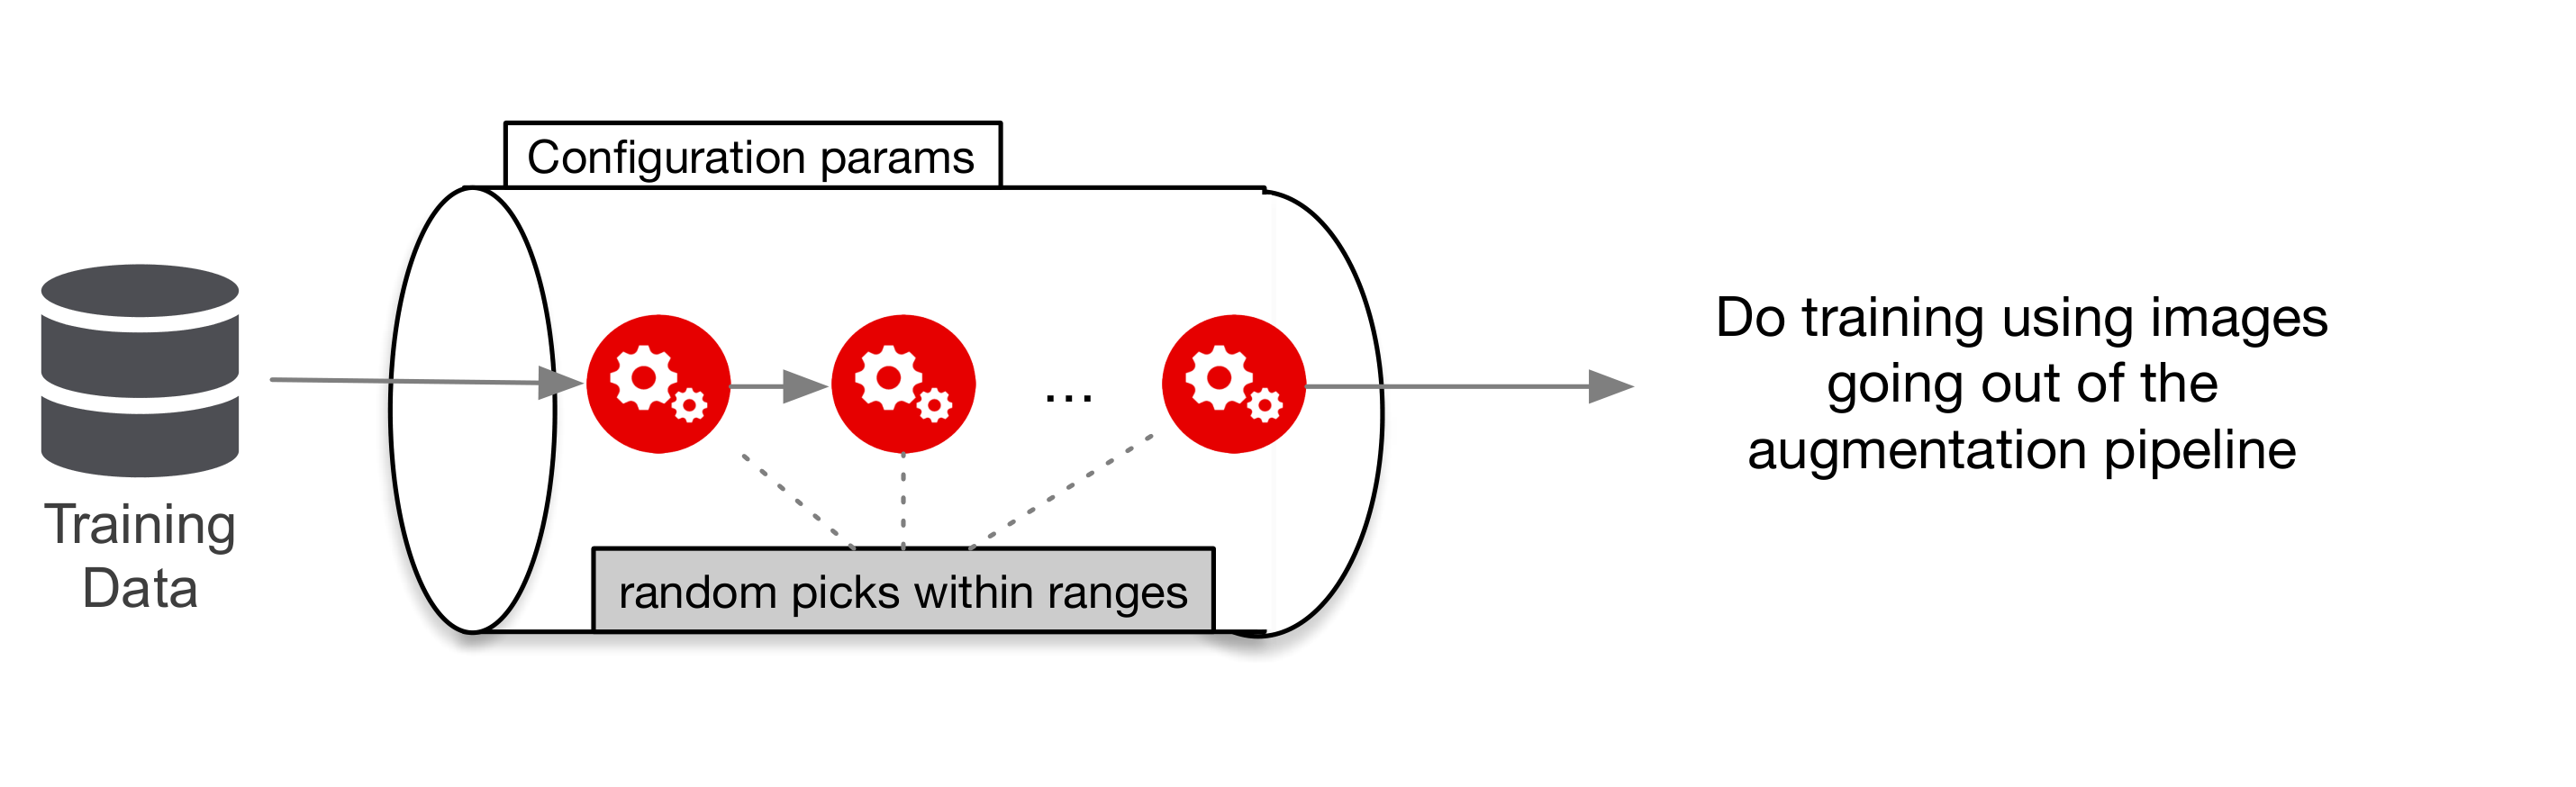 Configuration params
Training
Data
...
random picks within ranges
Do training using images
going out of the
augmentation pipeline